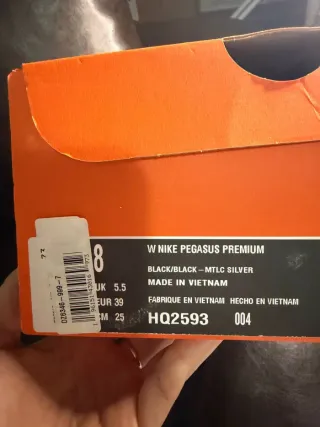 8
W NIKE PEGASUS PREMIUM
BLACK/BLACK–MTLC SILVER
UK 5.5
MADE IN VIETNAM
EUR 39
FABRIQUE EN VIETNAM HECHO EN VIETNAM
CM 25
HQ2593 004